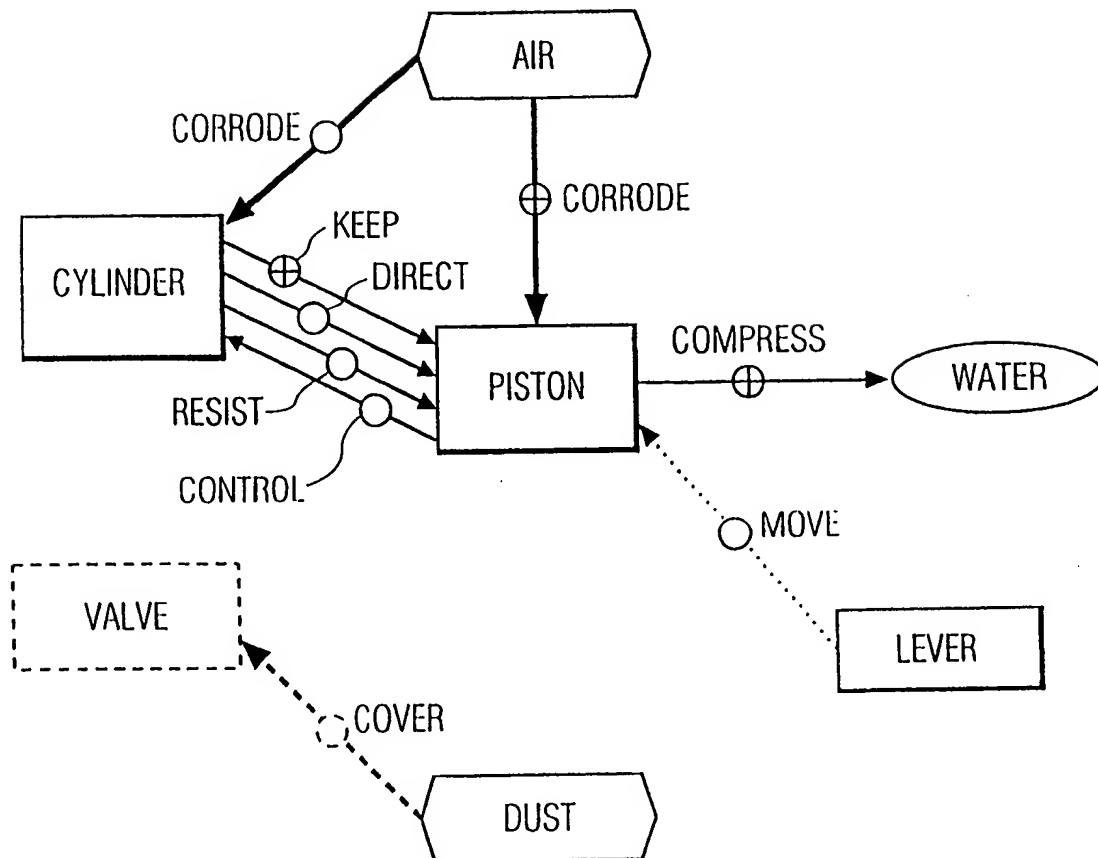 AIR
CORRODE
CORRODE
KEEP
CYLINDER
DIRECT
COMPRESS
PISTON
WATER
RESIST
CONTROL
MOVE
VALVE
LEVER
COVER
DUST